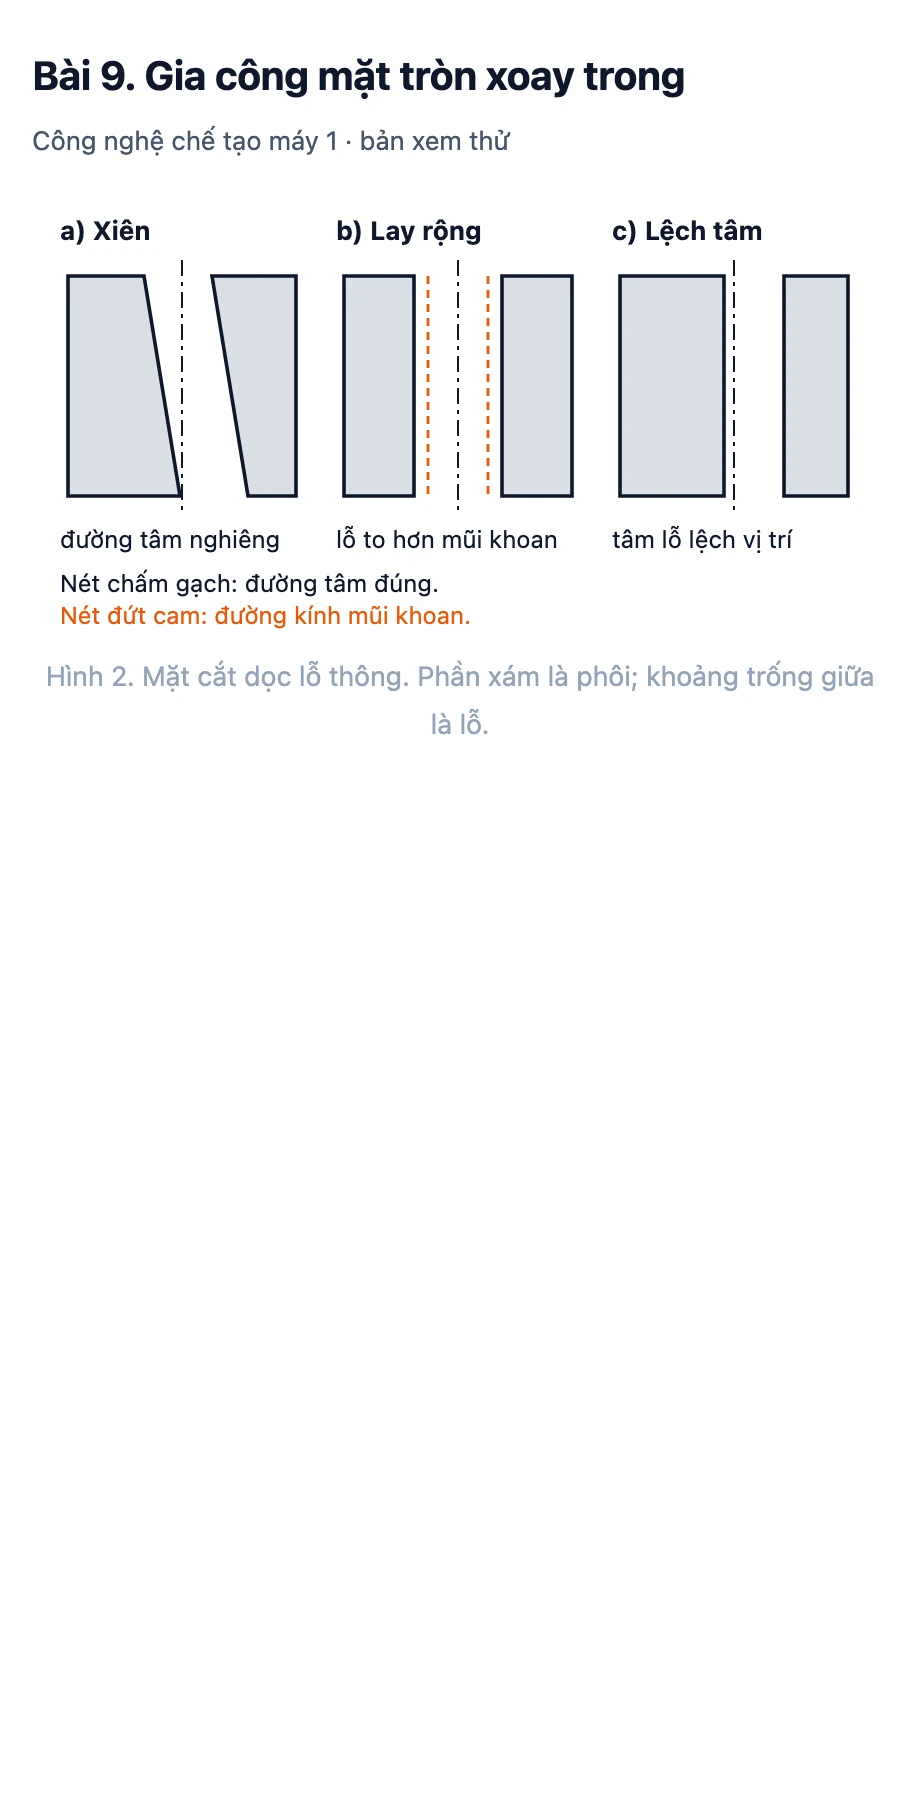 Bài 9. Gia công mặt tròn xoay trong
Công nghệ chế tạo máy 1 · bản xem thử
a) Xiên
b) Lay rộng
c) Lệch tâm
đường tâm nghiêng
lỗ to hơn mũi khoan
tâm lỗ lệch vị trí
Nét chấm gạch: đường tâm đúng.
Nét đứt cam: đường kính mũi khoan.
Hình 2. Mặt cắt dọc lỗ thông. Phần xám là phôi; khoảng trống giữa
là lỗ.